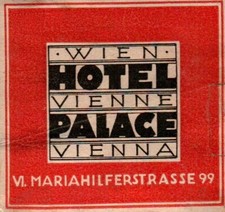 ·WIEN·
HOTEL
VIENNE
PALACE
VIENNA
VI. MARIAHILFERSTRASSE 99